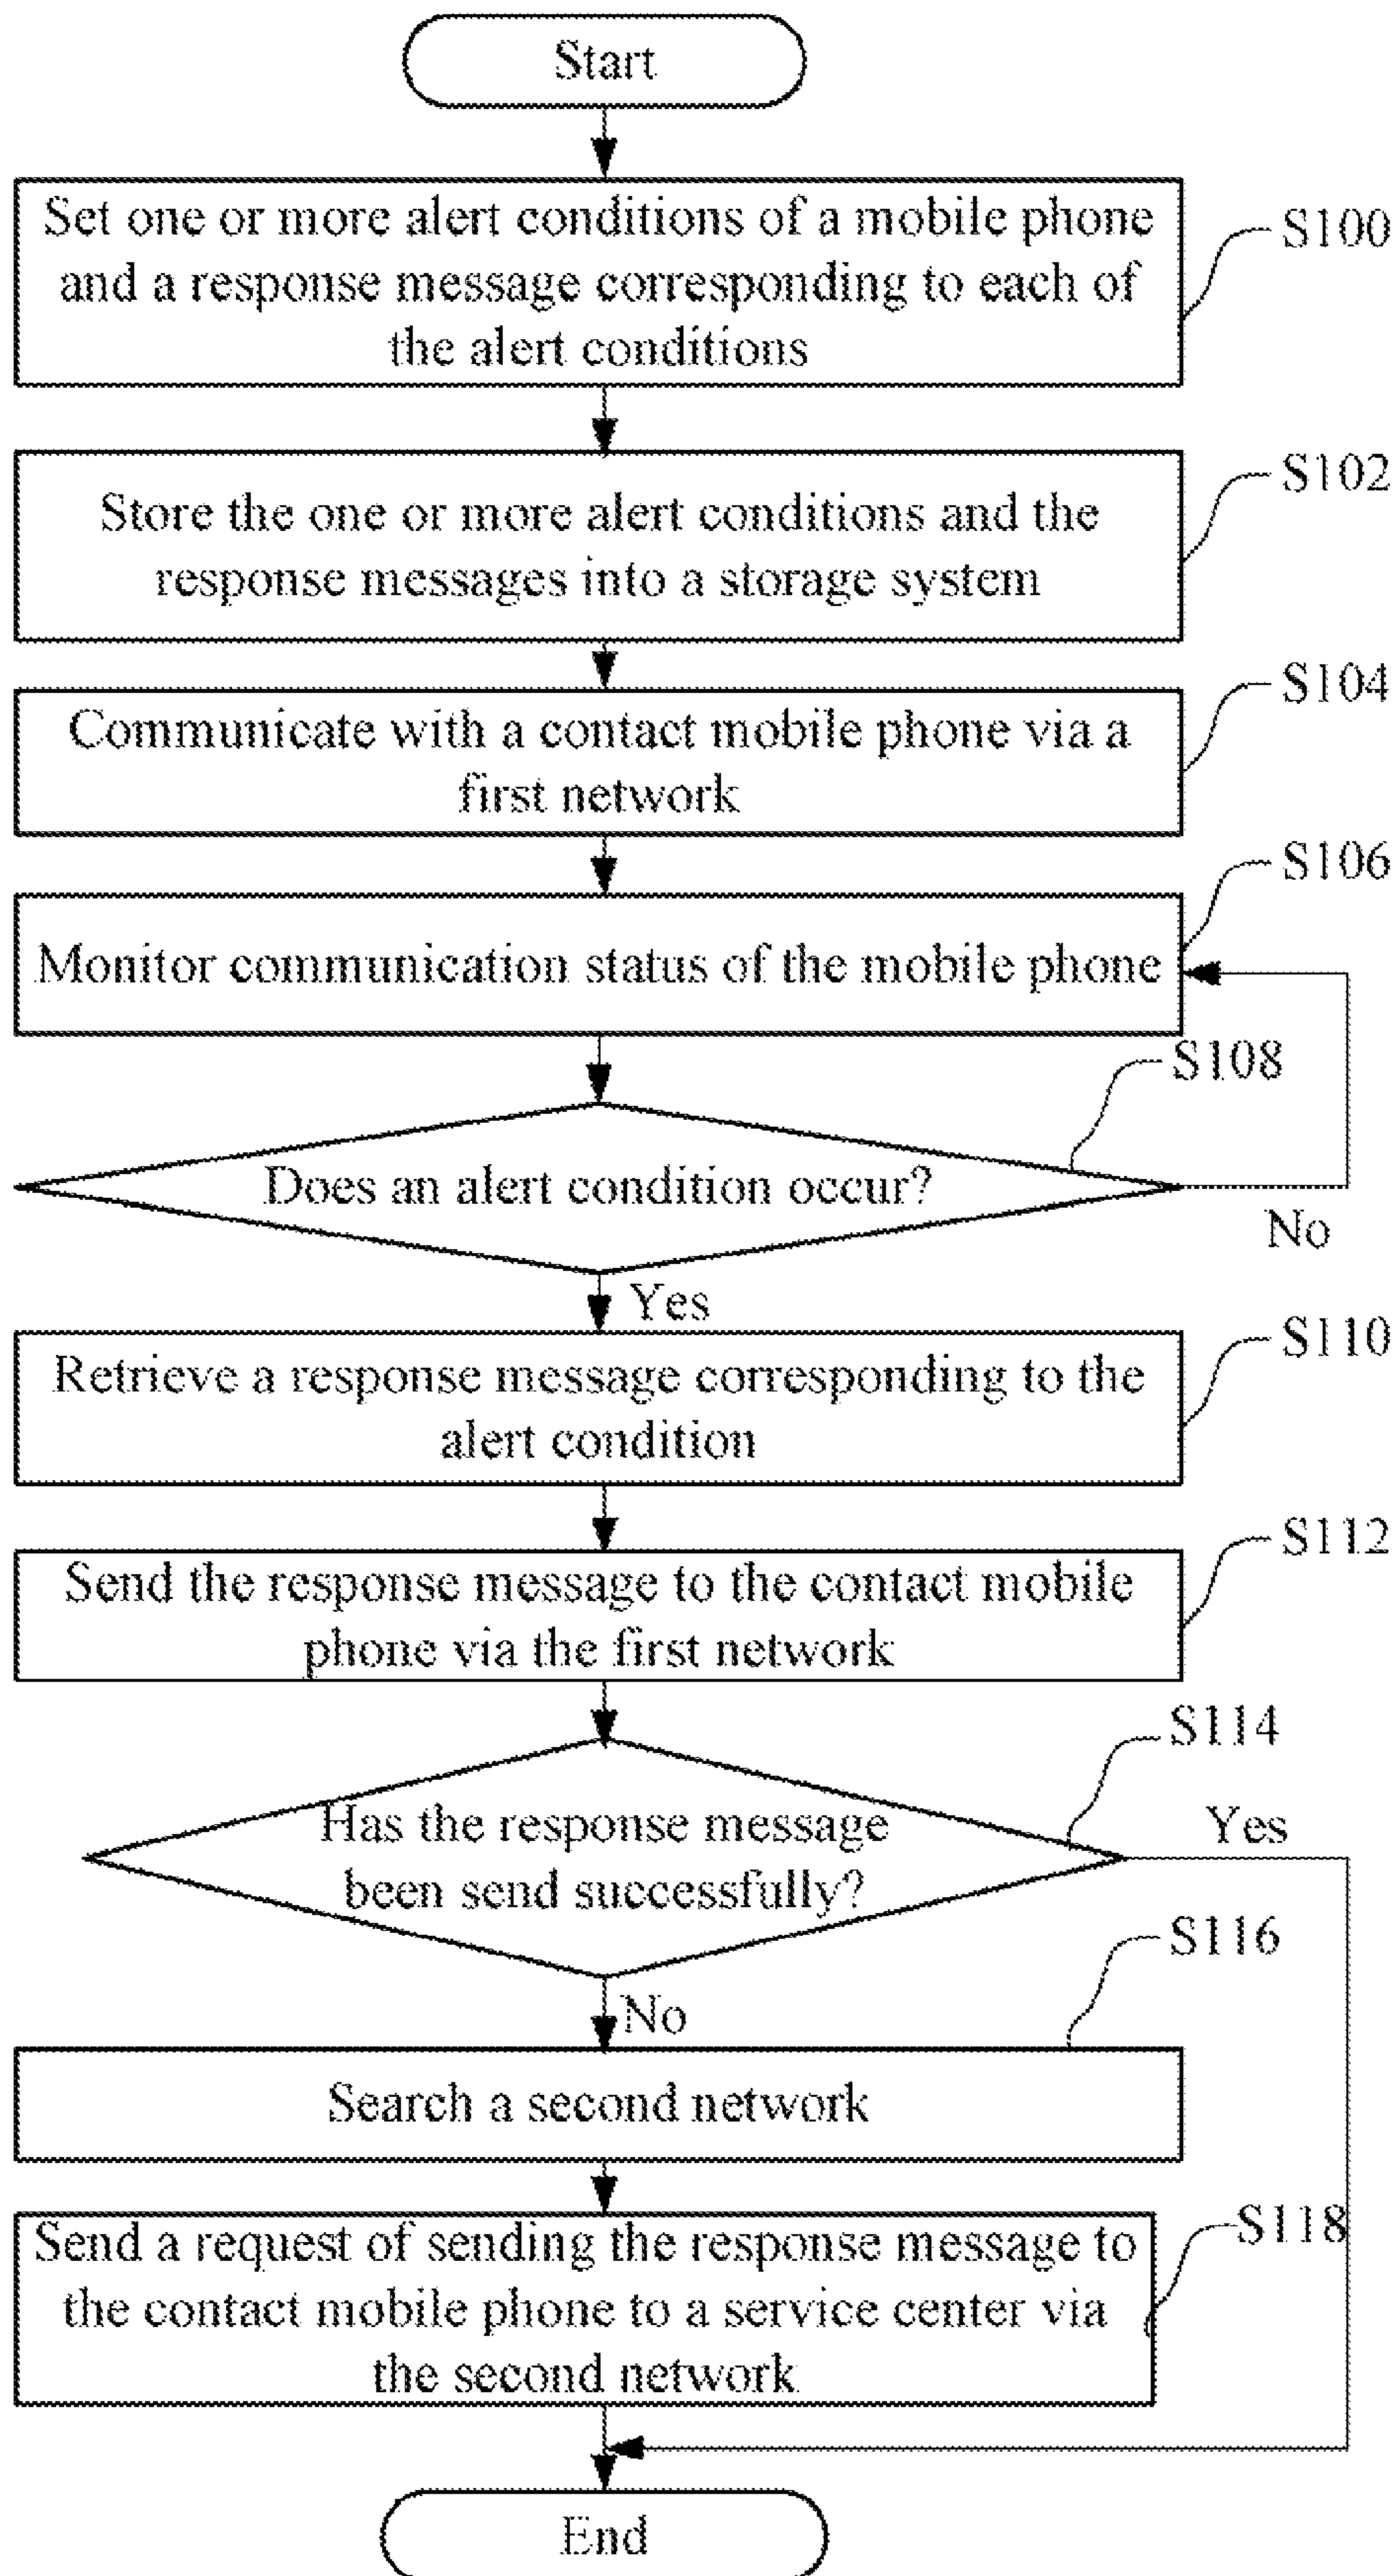 Start
Set one or more alert conditions of a mobile phone
and a response message corresponding to each of
the alert conditions
S100
Store the one or more alert conditions and the
response messages into a storage system
S102
Communicate with a contact mobile phone via a
first network
S104
Monitor communication status of the mobile phone
S106
Does an alert condition occur?
S108
No
Yes
Retrieve a response message corresponding to the
alert condition
S110
Send the response message to the contact mobile
phone via the first network
S112
Has the response message
been send successfully?
S114
Yes
No
Search a second network
S116
Send a request of sending the response message to
the contact mobile phone to a service center via
the second network
S118
End